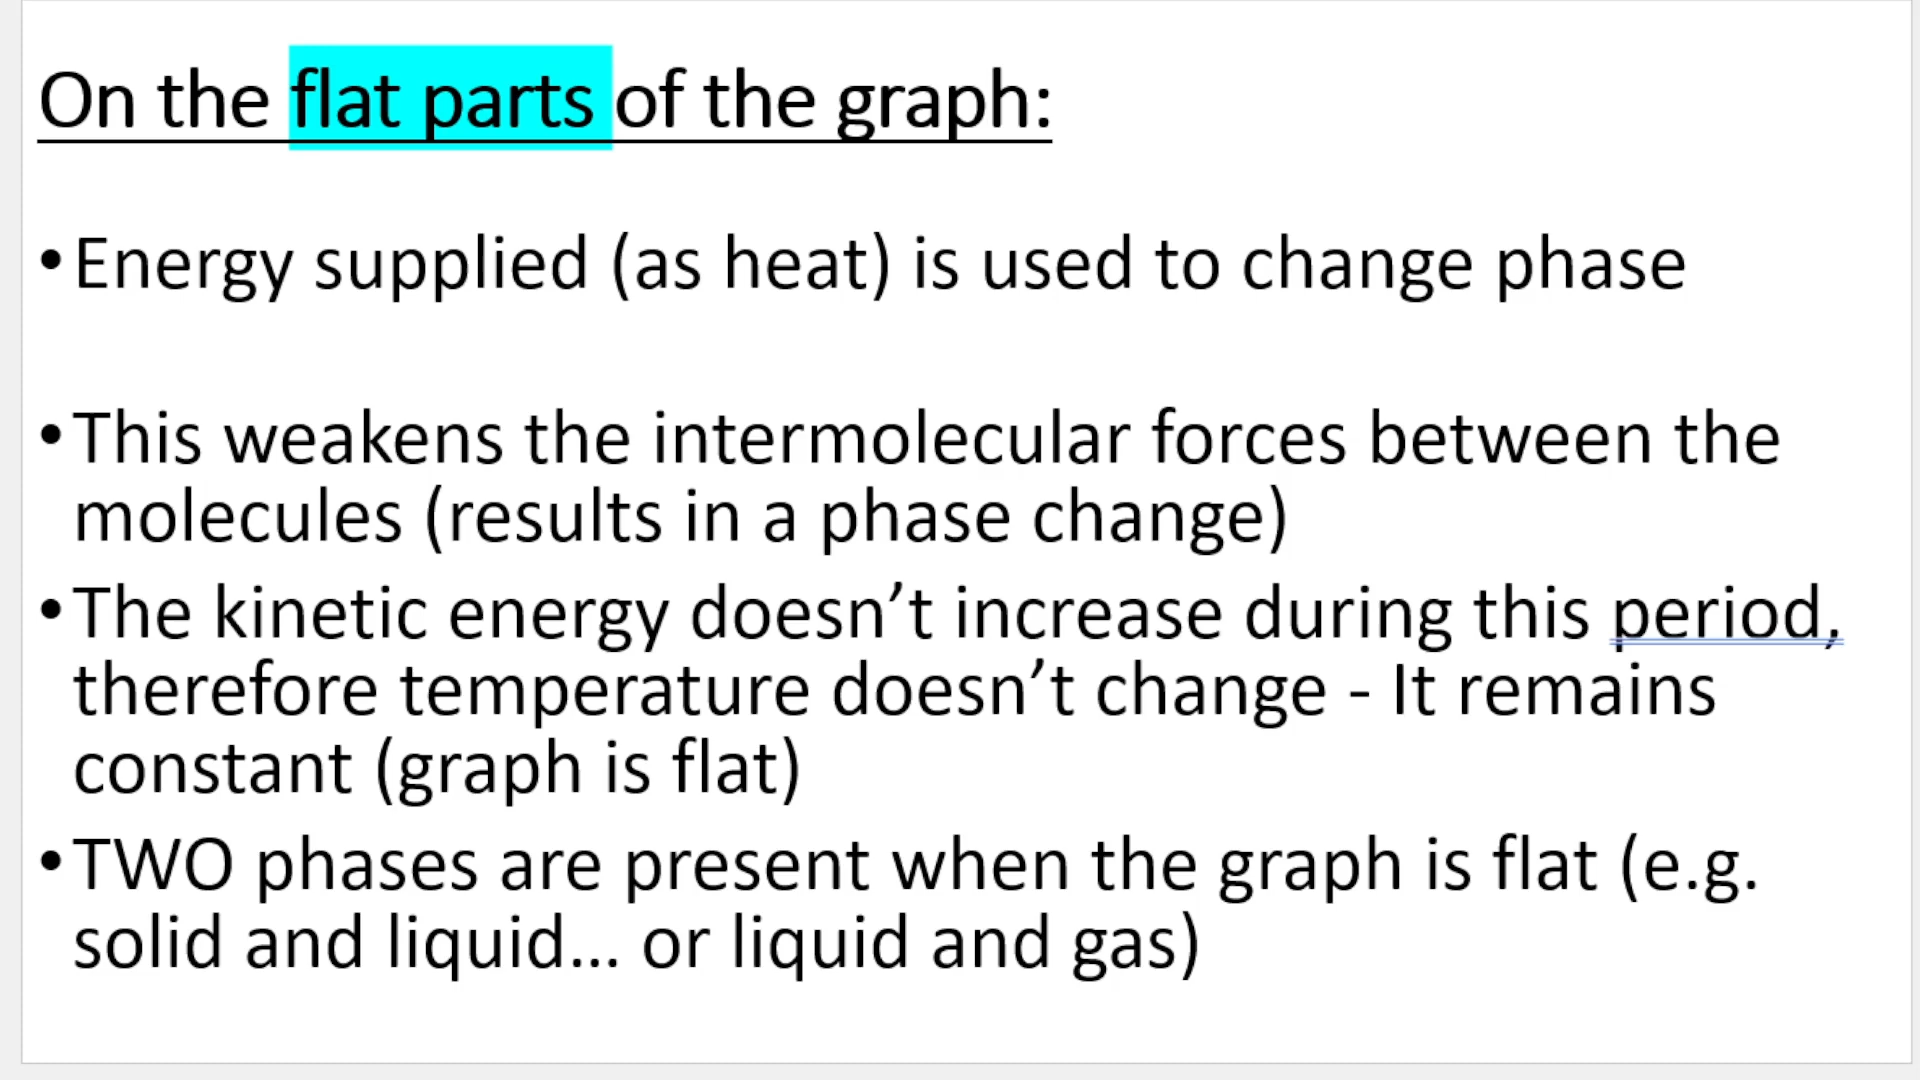 On the flat parts of the graph:
•Energy supplied (as heat) is used to change phase
•This weakens the intermolecular forces between the
molecules (results in a phase change)
•The kinetic energy doesn’t increase during this period,
therefore temperature doesn’t change - It remains
constant (graph is flat)
•TWO phases are present when the graph is flat (e.g.
solid and liquid... or liquid and gas)